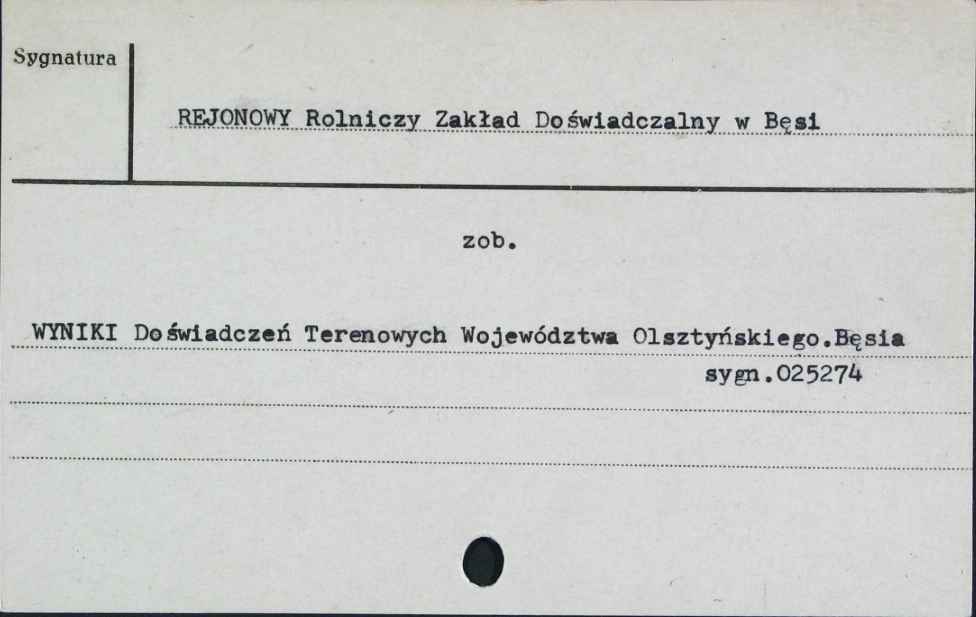 Sygnatura
REJONOWY Rolniczy Zakład Doświadczalny w Bęsi
zob.
WYNIKI Doświadczeń Terenowych Województwa Olsztyńskiego.Bęsia
sygn.025274